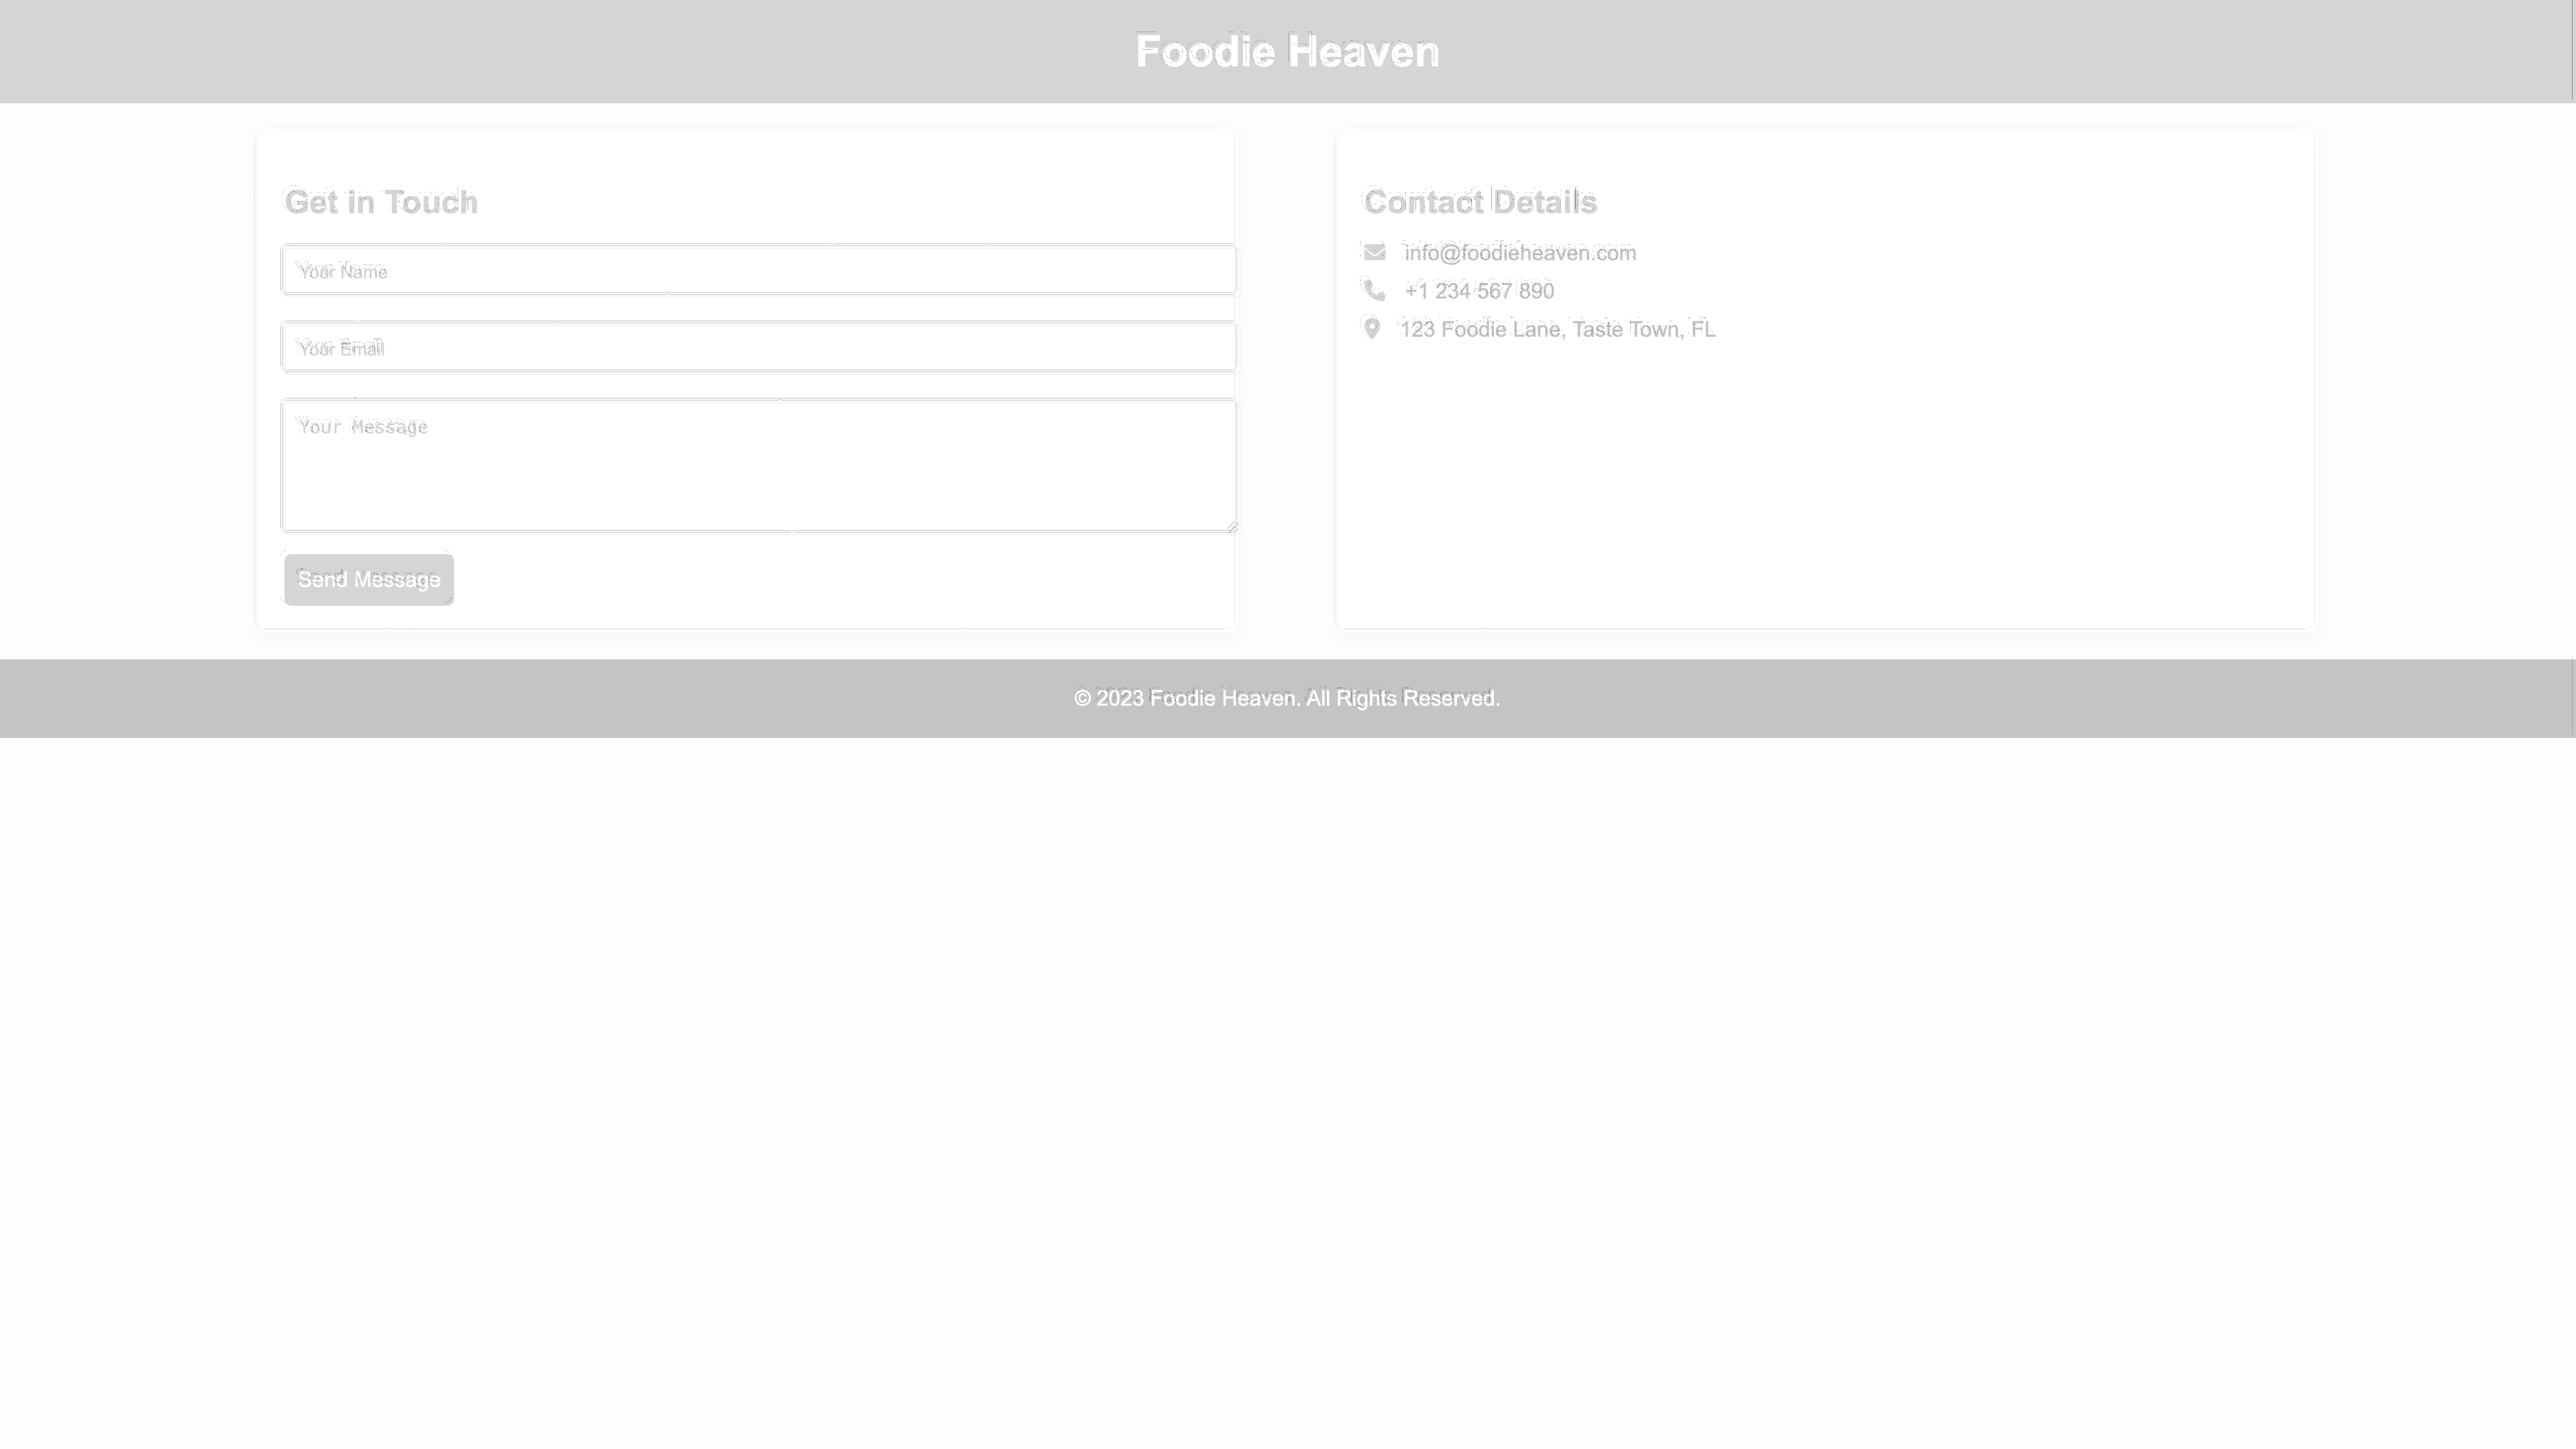 Foodie Heaven
Get in Touch
Your Name
Your Email
Your Message
Send Message
Contact Details
info@foodieheaven.com
+1 234 567 890
123 Foodie Lane, Taste Town, FL
© 2023 Foodie Heaven. All Rights Reserved.